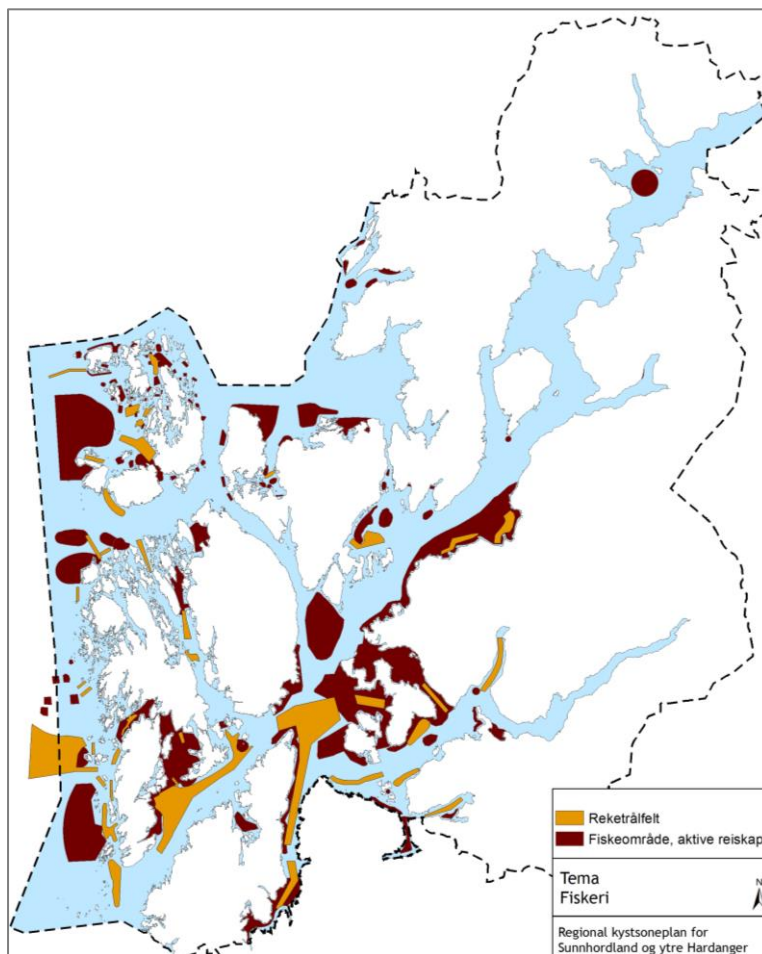 Reketrålfelt
Fiskeområde, aktive reiskap
Tema
Fiskeri
N
Regional kystsoneplan for
Sunnhordland og ytre Hardanger